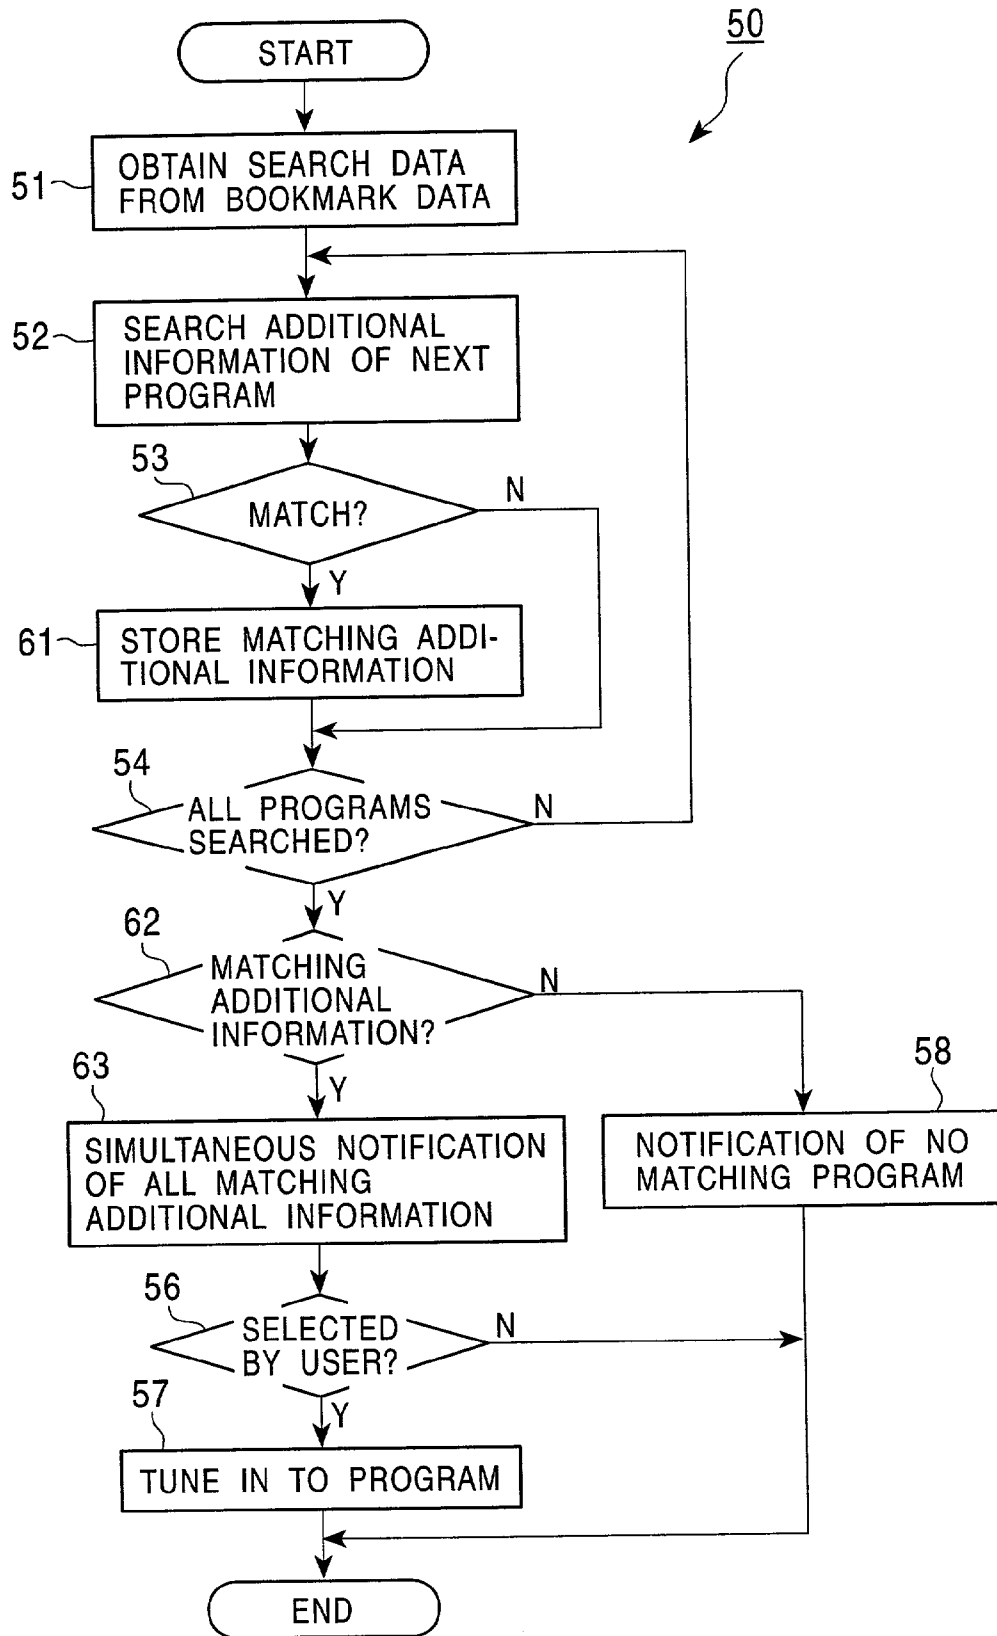 50
START
51
OBTAIN SEARCH DATA
FROM BOOKMARK DATA
52
SEARCH ADDITIONAL
INFORMATION OF NEXT
PROGRAM
53
MATCH?
N
Y
61
STORE MATCHING ADDI-
TIONAL INFORMATION
54
ALL PROGRAMS
SEARCHED?
N
Y
62
MATCHING
ADDITIONAL
INFORMATION?
N
Y
63
SIMULTANEOUS NOTIFICATION
OF ALL MATCHING
ADDITIONAL INFORMATION
58
NOTIFICATION OF NO
MATCHING PROGRAM
56
SELECTED
BY USER?
N
Y
57
TUNE IN TO PROGRAM
END